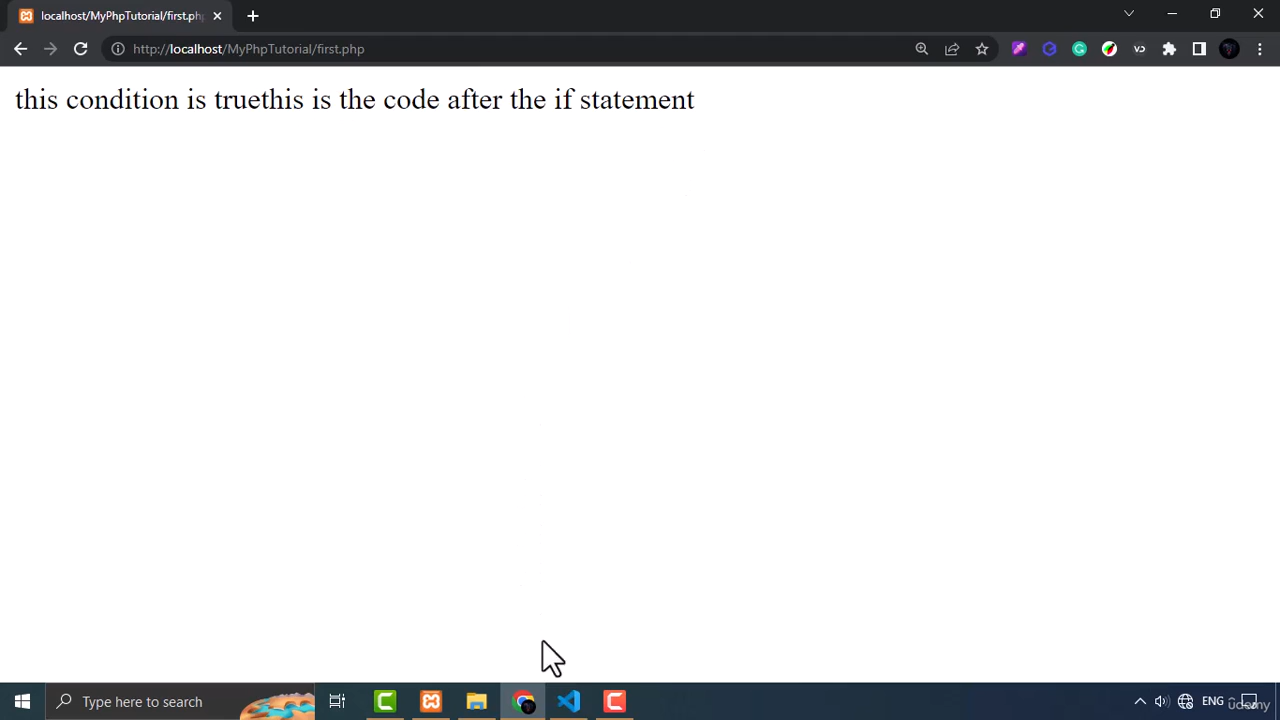 localhost/MyPhpTutorial/first.ph
http://localhost/MyPhpTutorial/first.php
this condition is truethis is the code after the if statement
Type here to search
ENG
udemy